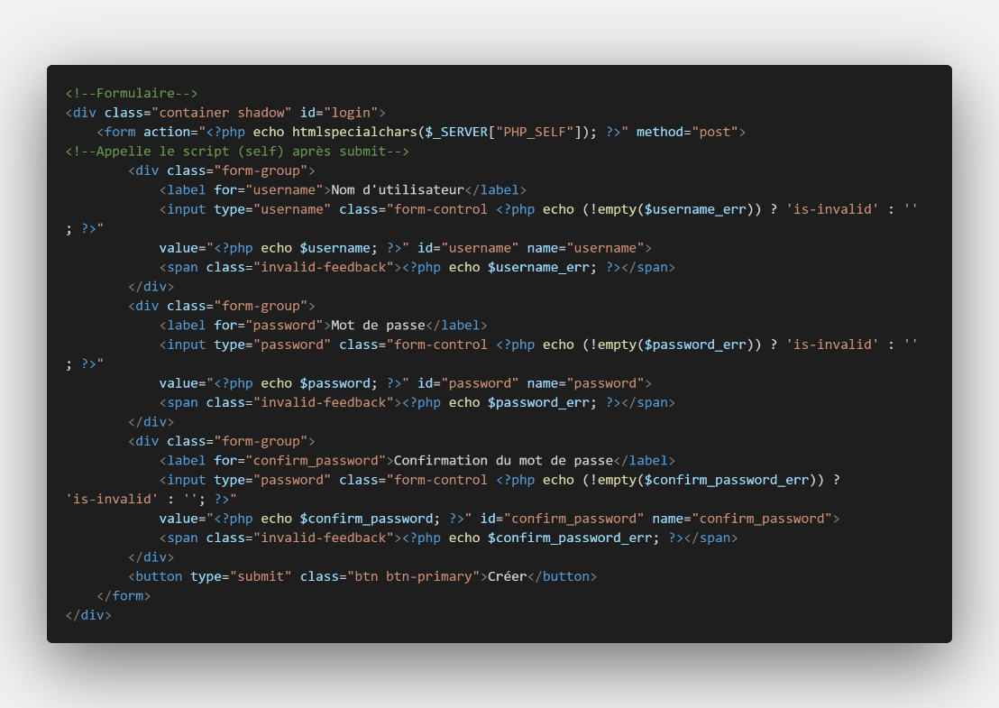 <!--Formulaire-->
<div class="container shadow" id="login">
    <form action="<?php echo htmlspecialchars($_SERVER["PHP_SELF"]); ?>" method="post">
<!--Appelle le script (self) après submit-->
        <div class="form-group">
            <label for="username">Nom d'utilisateur</label>
            <input type="username" class="form-control <?php echo (!empty($username_err)) ? 'is-invalid' : ''
; ?>"
            value="<?php echo $username; ?>" id="username" name="username">
            <span class="invalid-feedback"><?php echo $username_err; ?></span>
        </div>
        <div class="form-group">
            <label for="password">Mot de passe</label>
            <input type="password" class="form-control <?php echo (!empty($password_err)) ? 'is-invalid' : ''
; ?>"
            value="<?php echo $password; ?>" id="password" name="password">
            <span class="invalid-feedback"><?php echo $password_err; ?></span>
        </div>
        <div class="form-group">
            <label for="confirm_password">Confirmation du mot de passe</label>
            <input type="password" class="form-control <?php echo (!empty($confirm_password_err)) ?
'is-invalid' : ''; ?>"
            value="<?php echo $confirm_password; ?>" id="confirm_password" name="confirm_password">
            <span class="invalid-feedback"><?php echo $confirm_password_err; ?></span>
        </div>
        <button type="submit" class="btn btn-primary">Créer</button>
    </form>
</div>